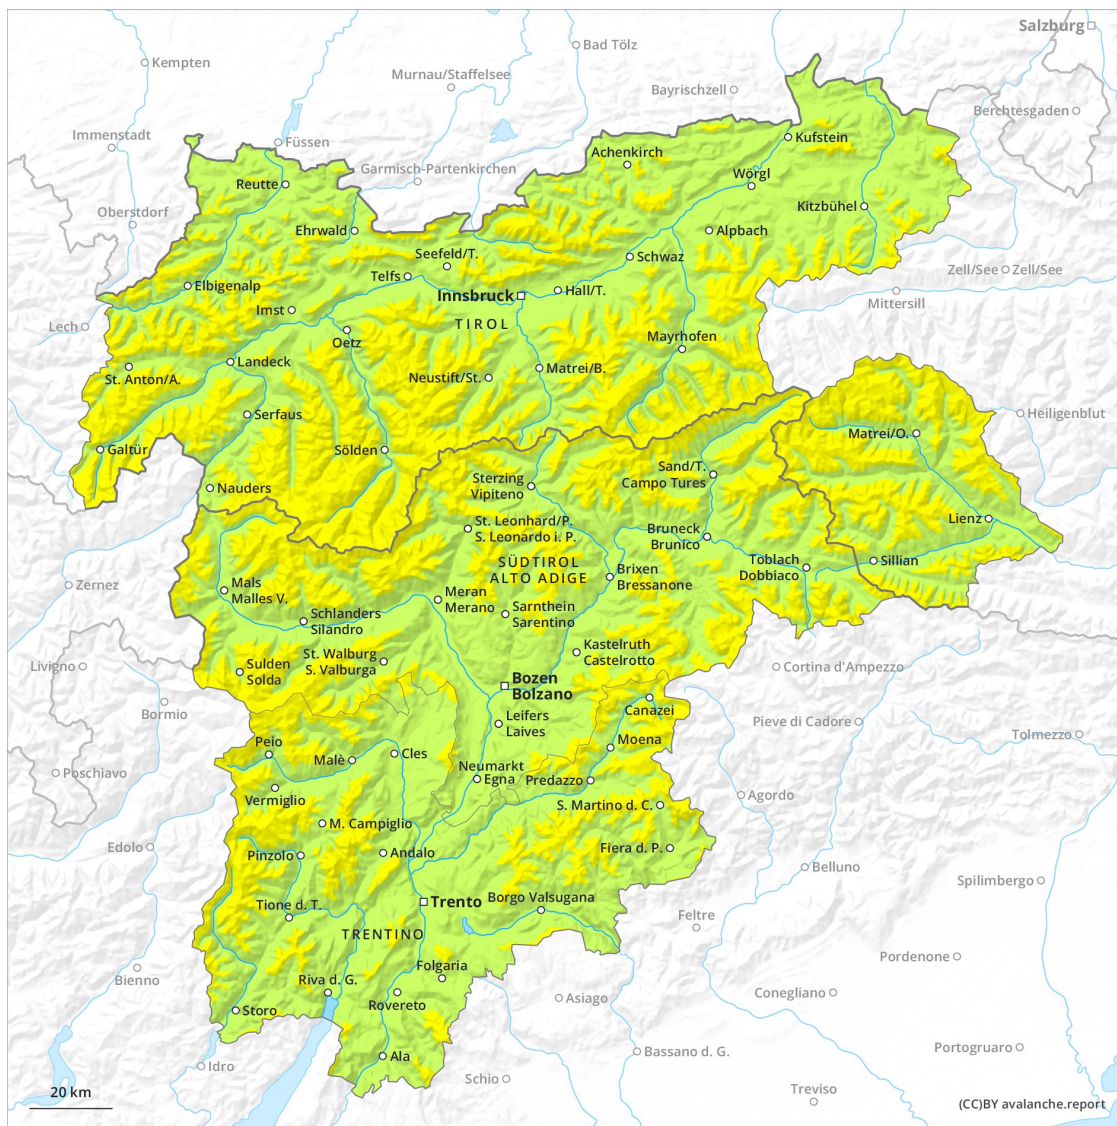 Salzburg
Bad Tölz
Kempten
Murnau/Staffelsee
Bayrischzell
Berchtesgaden
Immenstadt
Füssen
Kufstein
Achenkirch
Garmisch-Partenkirchen
Wörgl
Reutte
Kitzbühel
Oberstdorf
Ehrwald
Alpbach
Seefeld/T.
Schwaz
Telfs
Zell/See
Zell/See
Elbigenalp
Hall/T.
Innsbruck
Mittersill
Imst
TIROL
Lech
Oetz
Mayrhofen
Landeck
Matrei/B.
St. Anton/A.
Neustift/St.
Serfaus
Heiligenblut
Matrei/O.
Galtür
Sölden
Sand/T.
Campo Tures
Sterzing
Vipiteno
Nauders
Lienz
St. Leonhard/P.
S. Leonardo i. P.
Bruneck
Brunico
SÜDTIROL
ALTO ADIGE
Toblach
Dobbiaco
Sillian
Brixen
Bressanone
Zernez
Mals
Malles V.
Meran
Merano
Sarnthein
Sarentino
Schlanders
Silandro
Kastelruth
Castelrotto
St. Walburg
S. Valburga
Livigno
Sulden
Solda
Cortina d'Ampezzo
Bozen
Bolzano
Bormio
Canazei
Leifers
Laives
Pieve di Cadore
Tolmezzo
Peio
Moena
Cles
Malè
Poschiavo
Neumarkt
Egna
Predazzo
Vermiglio
Agordo
S. Martino d. C.
M. Campiglio
Edolo
Pinzolo
Andalo
Fiera d. P.
Belluno
Spilimbergo
Trento
Borgo Valsugana
Tione d. T.
Feltre
TRENTINO
Pordenone
Folgaria
Bienno
Riva d. G.
Rovereto
Conegliano
Asiago
Storo
Portogruaro
Bassano d. G.
Ala
Idro
Schio
Treviso
20 km
(CC)BY avalanche.report